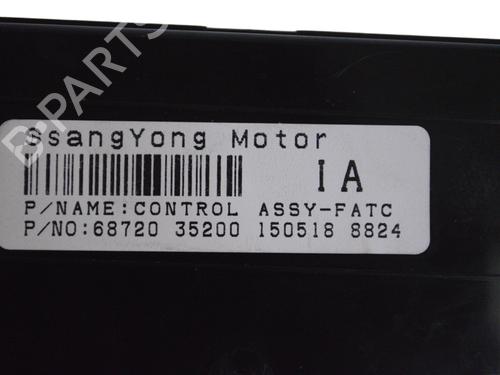 B-PARTS
SsangYong Motor
IA
P/NAME:CONTROL ASSY-FATC
P/NO:68720 35200 150518 8824